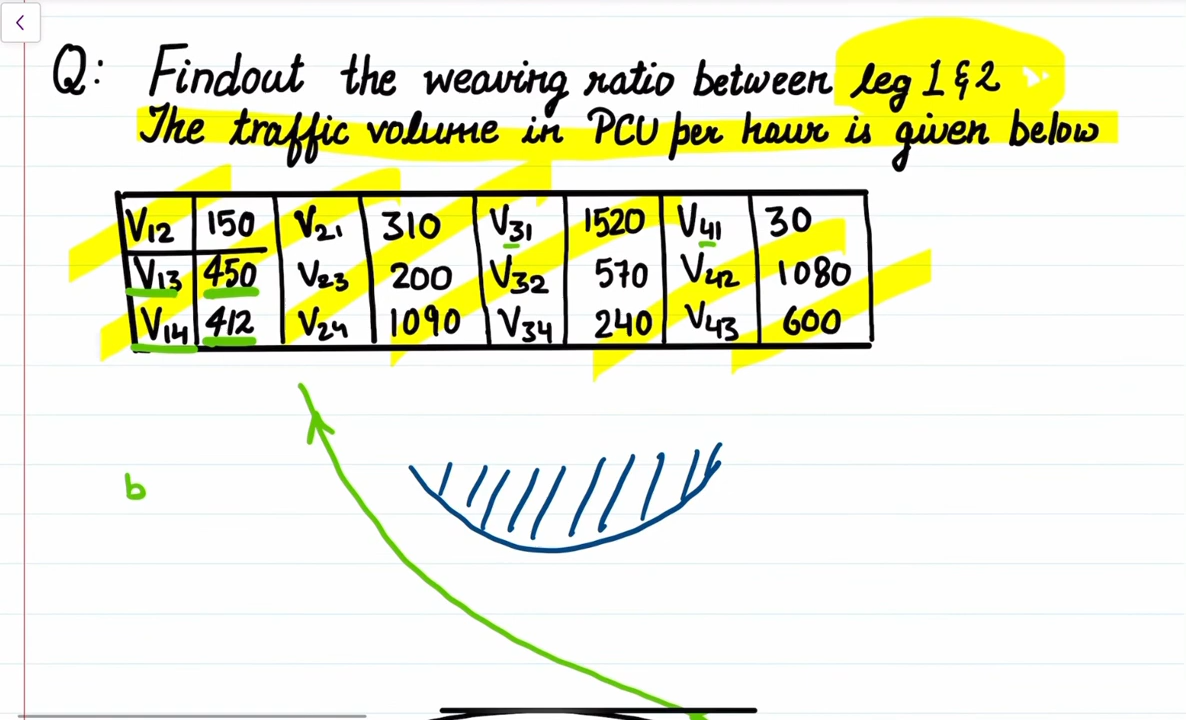 Q: Findout the weaving ratio between leg 1 & 2
The traffic volume in PCU per hour is given below
V12 150 V21 310 V31 1520 V41 30
V13 450 V23 200 V32 570 V42 1080
V14 412 V24 1090 V34 240 V43 600
b